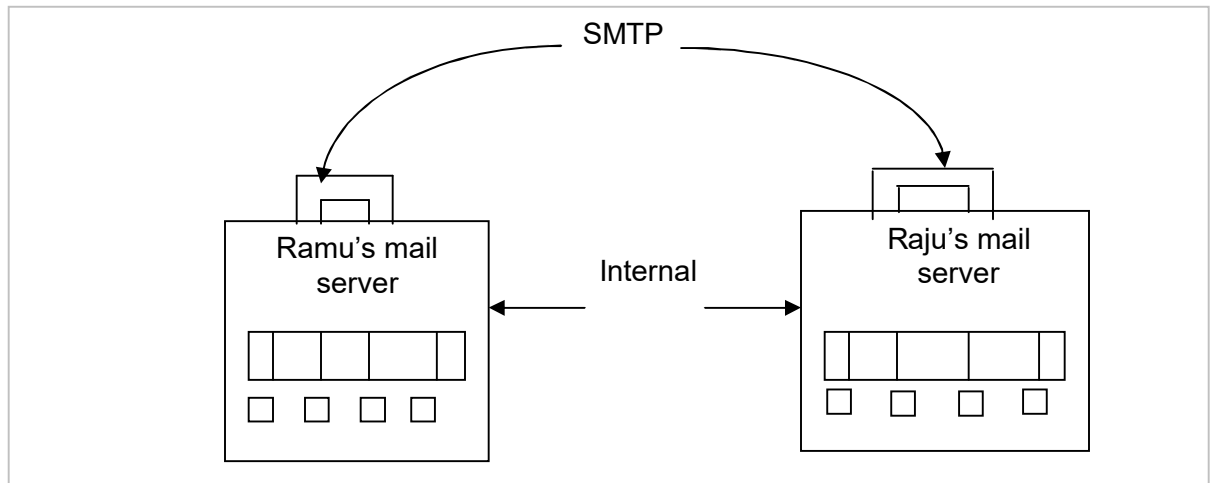 SMTP
Ramu's mail
server
Raju's mail
server
Internal